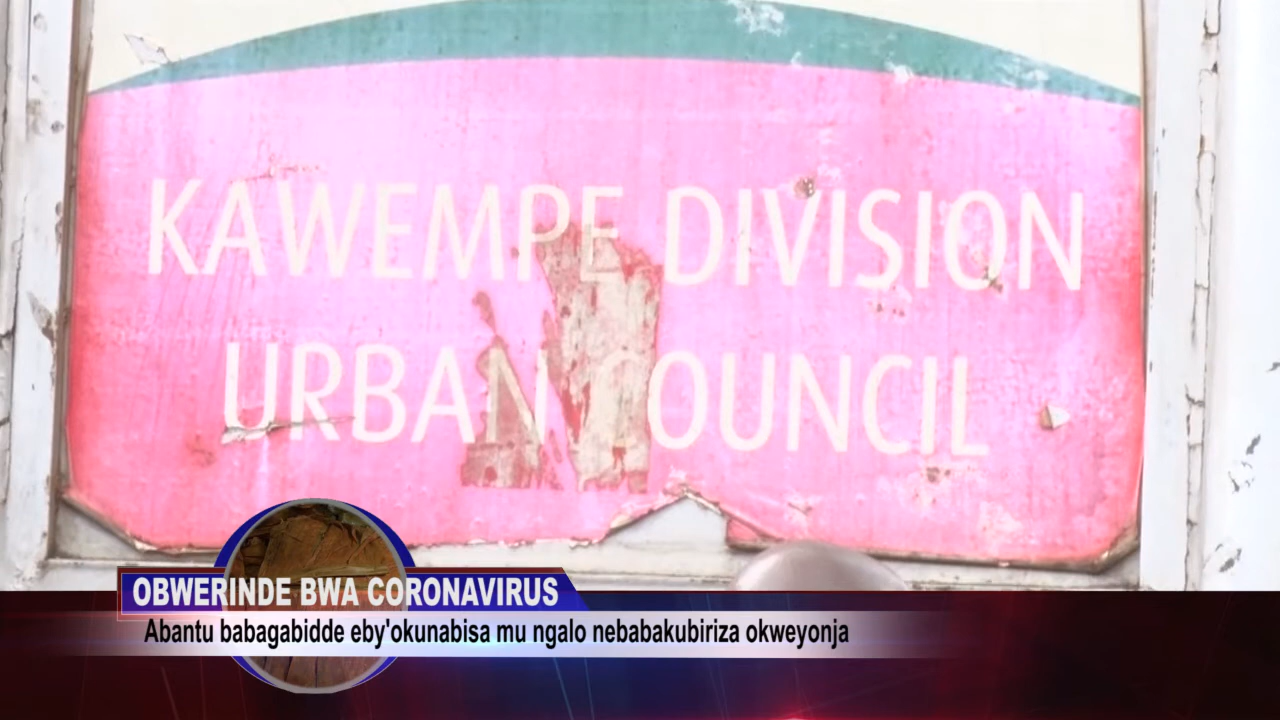 KAWEMPE DIVISION
URBAN COUNCIL
OBWERINDE BWA CORONAVIRUS
Abantu babagabidde eby'okunabisa mu ngalo nebabakubiriza okweyonja